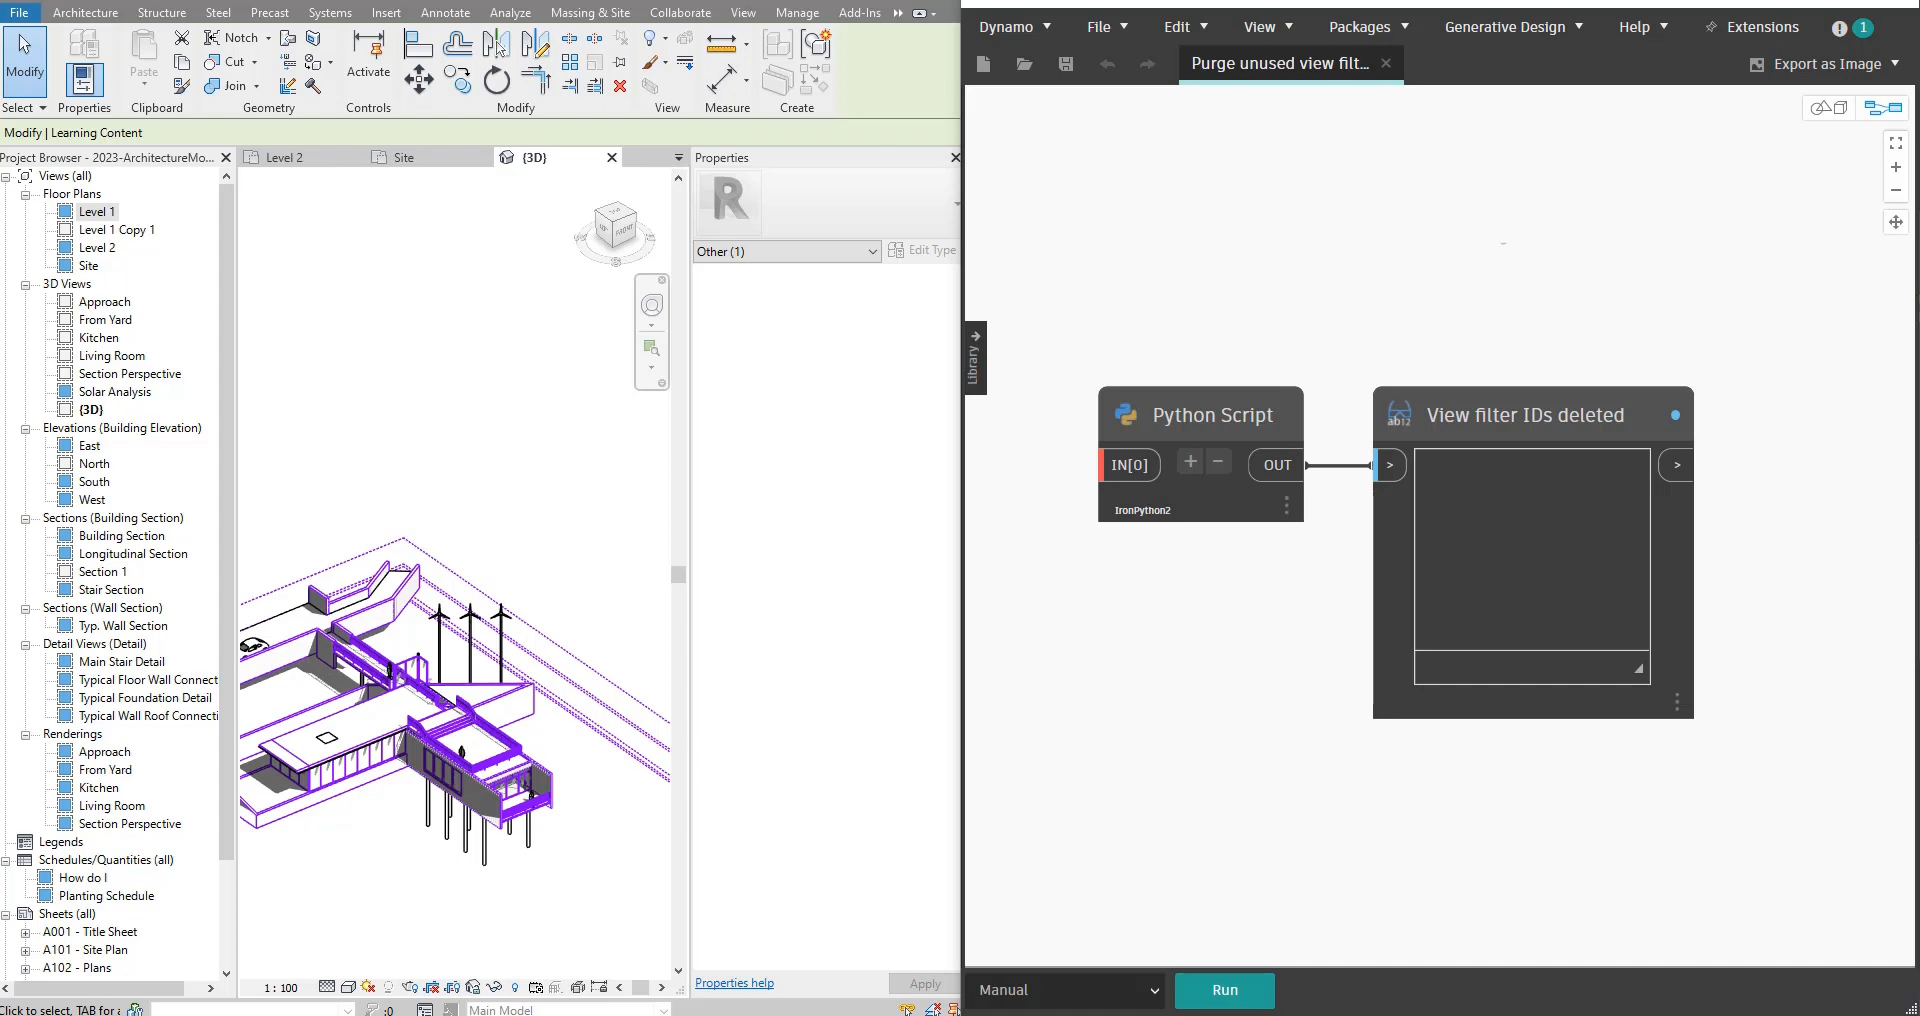 File Architecture Structure Steel Precast Systems Insert Annotate Analyze Massing & Site Collaborate View Manage Add-Ins
Modify
Paste
Notch
Cut
Join
Activate
Select Properties Clipboard Geometry Controls Modify View Measure Create
Modify | Learning Content
Project Browser - 2023-ArchitectureMo...
Views (all)
Floor Plans
Level 1
Level 1 Copy 1
Level 2
Site
3D Views
Approach
From Yard
Kitchen
Living Room
Section Perspective
Solar Analysis
{3D}
Elevations (Building Elevation)
East
North
South
West
Sections (Building Section)
Building Section
Longitudinal Section
Section 1
Stair Section
Sections (Wall Section)
Typ. Wall Section
Detail Views (Detail)
Main Stair Detail
Typical Floor Wall Connect
Typical Foundation Detail
Typical Wall Roof Connecti
Renderings
Approach
From Yard
Kitchen
Living Room
Section Perspective
Legends
Schedules/Quantities (all)
How do I
Planting Schedule
Sheets (all)
A001 - Title Sheet
A101 - Site Plan
A102 - Plans
Click to select, TAB for a
Level 2 Site {3D}
FRONT
1 : 100
:0
Main Model
Properties
R
Other (1)
Edit Type
Properties help
Apply
Dynamo File Edit View Packages Generative Design Help Extensions 1
Purge unused view filt...
Export as Image
Library
Python Script
IN[0] + - OUT
IronPython2
View filter IDs deleted
> >
Manual
Run